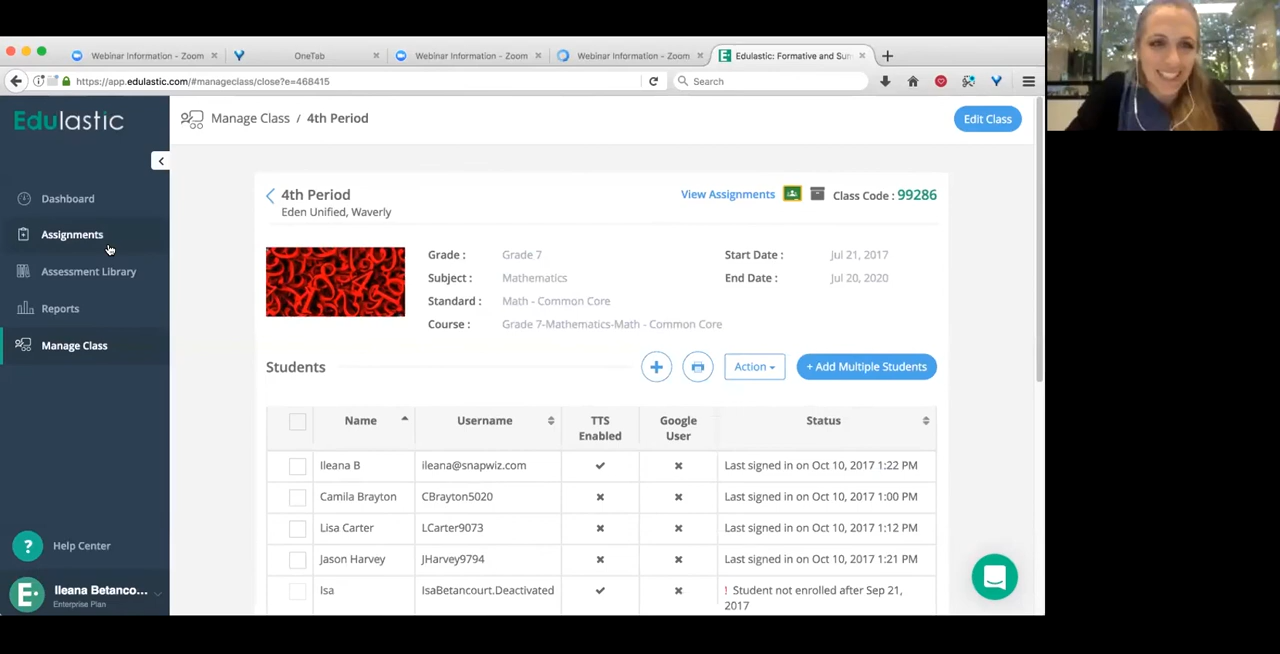 Webinar Information - Zoom
OneTab
Webinar Information - Zoom
Webinar Information - Zoom
Edulastic: Formative and Sum
https://app.edulastic.com/#manageclass/close?e=468415
Search
Edulastic
Manage Class / 4th Period
Edit Class
Dashboard
Assignments
Assessment Library
Reports
Manage Class
Help Center
Ileana Betanco...
Enterprise Plan
4th Period
Eden Unified, Waverly
View Assignments
Class Code : 99286
Grade : Grade 7
Start Date : Jul 21, 2017
Subject : Mathematics
End Date : Jul 20, 2020
Standard : Math - Common Core
Course : Grade 7-Mathematics-Math - Common Core
Students
Action
+ Add Multiple Students
Name Username TTS Enabled Google User Status
Ileana B ileana@snapwiz.com Last signed in on Oct 10, 2017 1:22 PM
Camila Brayton CBrayton5020 Last signed in on Oct 10, 2017 1:00 PM
Lisa Carter LCarter9073 Last signed in on Oct 10, 2017 1:12 PM
Jason Harvey JHarvey9794 Last signed in on Oct 10, 2017 1:21 PM
Isa IsaBetancourt.Deactivated ! Student not enrolled after Sep 21,
2017